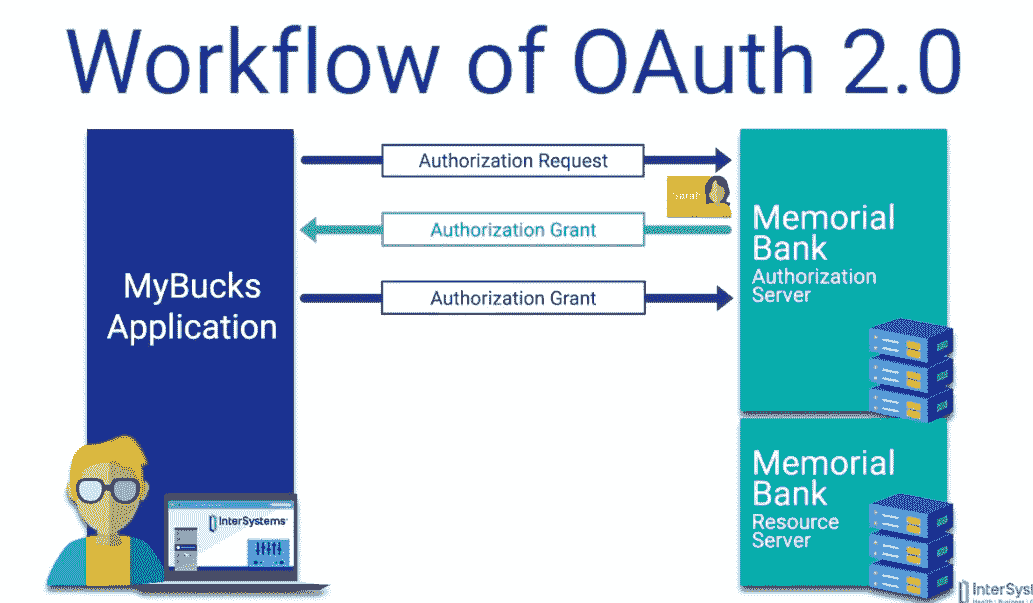 Workflow of OAuth 2.0
Authorization Request
Sarah
Authorization Grant
Authorization Grant
MyBucks
Application
Memorial
Bank
Authorization
Server
Memorial
Bank
Resource
Server
InterSystems
InterSys